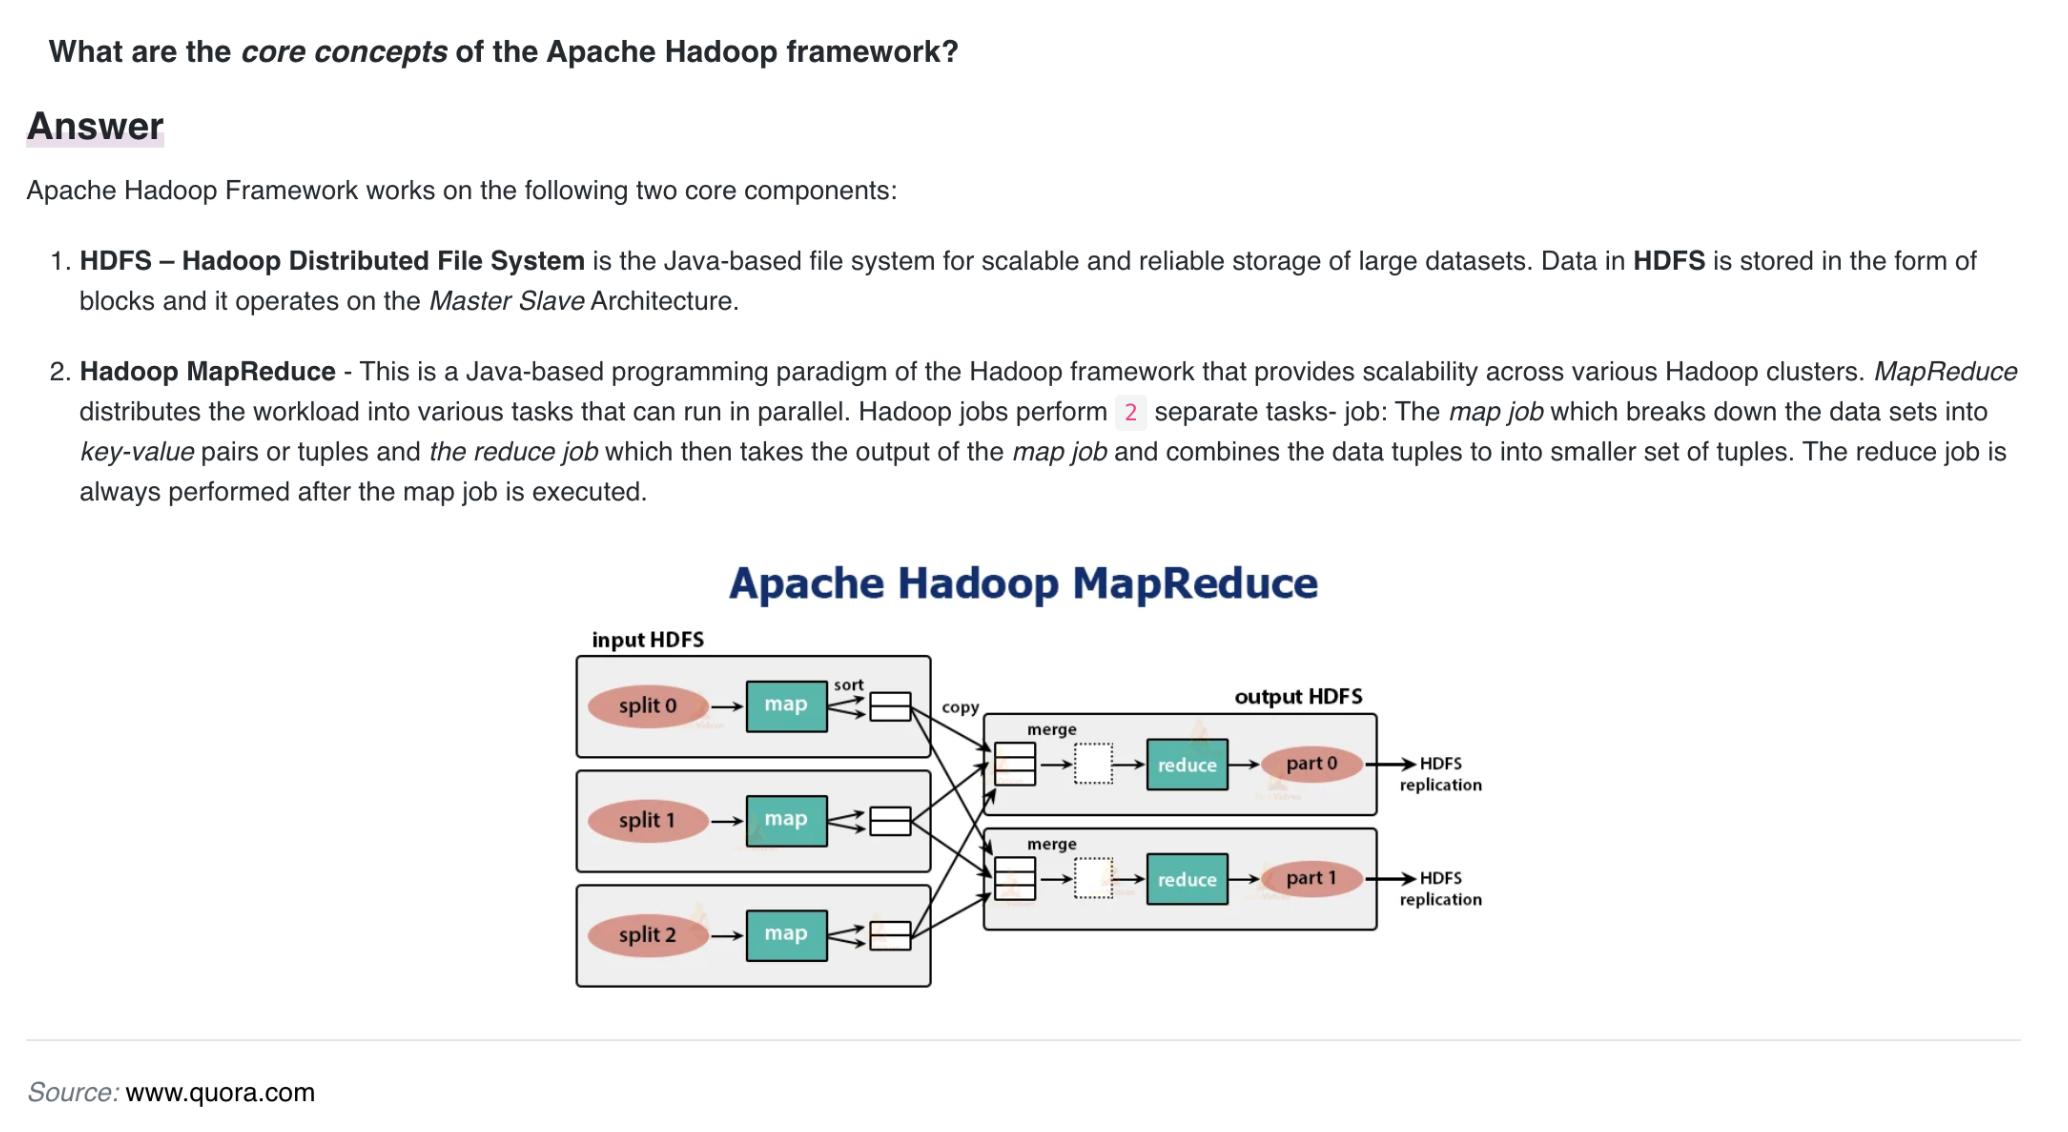 What are the core concepts of the Apache Hadoop framework?
Answer
Apache Hadoop Framework works on the following two core components:
1. HDFS – Hadoop Distributed File System is the Java-based file system for scalable and reliable storage of large datasets. Data in HDFS is stored in the form of
blocks and it operates on the Master Slave Architecture.
2. Hadoop MapReduce - This is a Java-based programming paradigm of the Hadoop framework that provides scalability across various Hadoop clusters. MapReduce
distributes the workload into various tasks that can run in parallel. Hadoop jobs perform 2 separate tasks- job: The map job which breaks down the data sets into
key-value pairs or tuples and the reduce job which then takes the output of the map job and combines the data tuples to into smaller set of tuples. The reduce job is
always performed after the map job is executed.
Apache Hadoop MapReduce
input HDFS
split 0
map
sort
copy
split 1
map
split 2
map
output HDFS
merge
reduce
part 0
HDFS
replication
merge
reduce
part 1
HDFS
replication
Source: www.quora.com